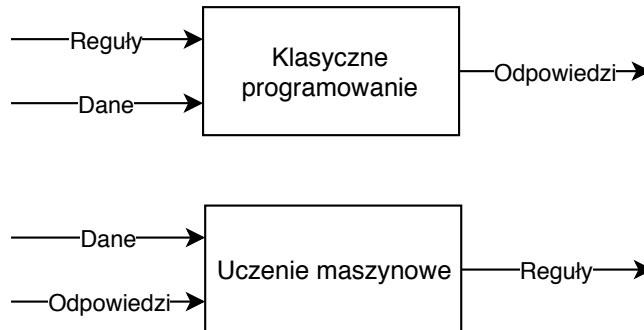 Reguły
Dane
Klasyczne
programowanie
Odpowiedzi
Dane
Odpowiedzi
Uczenie maszynowe
Reguły